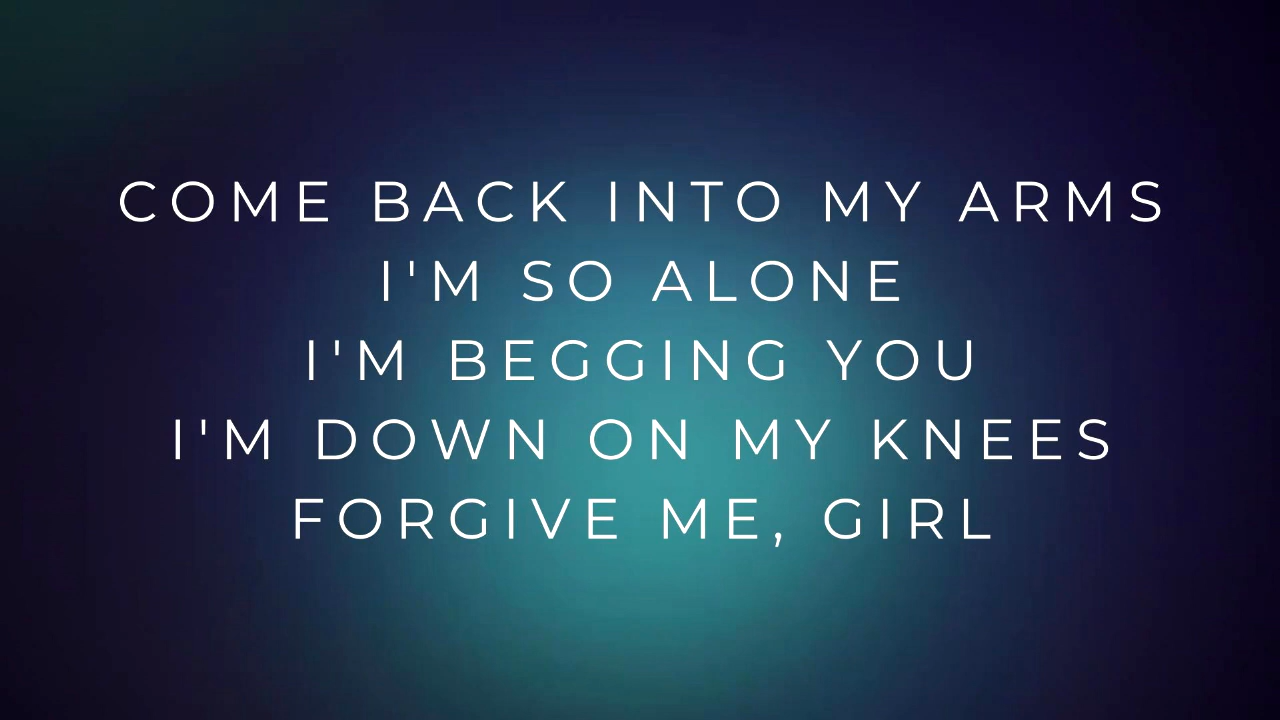 COME BACK INTO MY ARMS
I'M SO ALONE
I'M BEGGING YOU
I'M DOWN ON MY KNEES
FORGIVE ME, GIRL